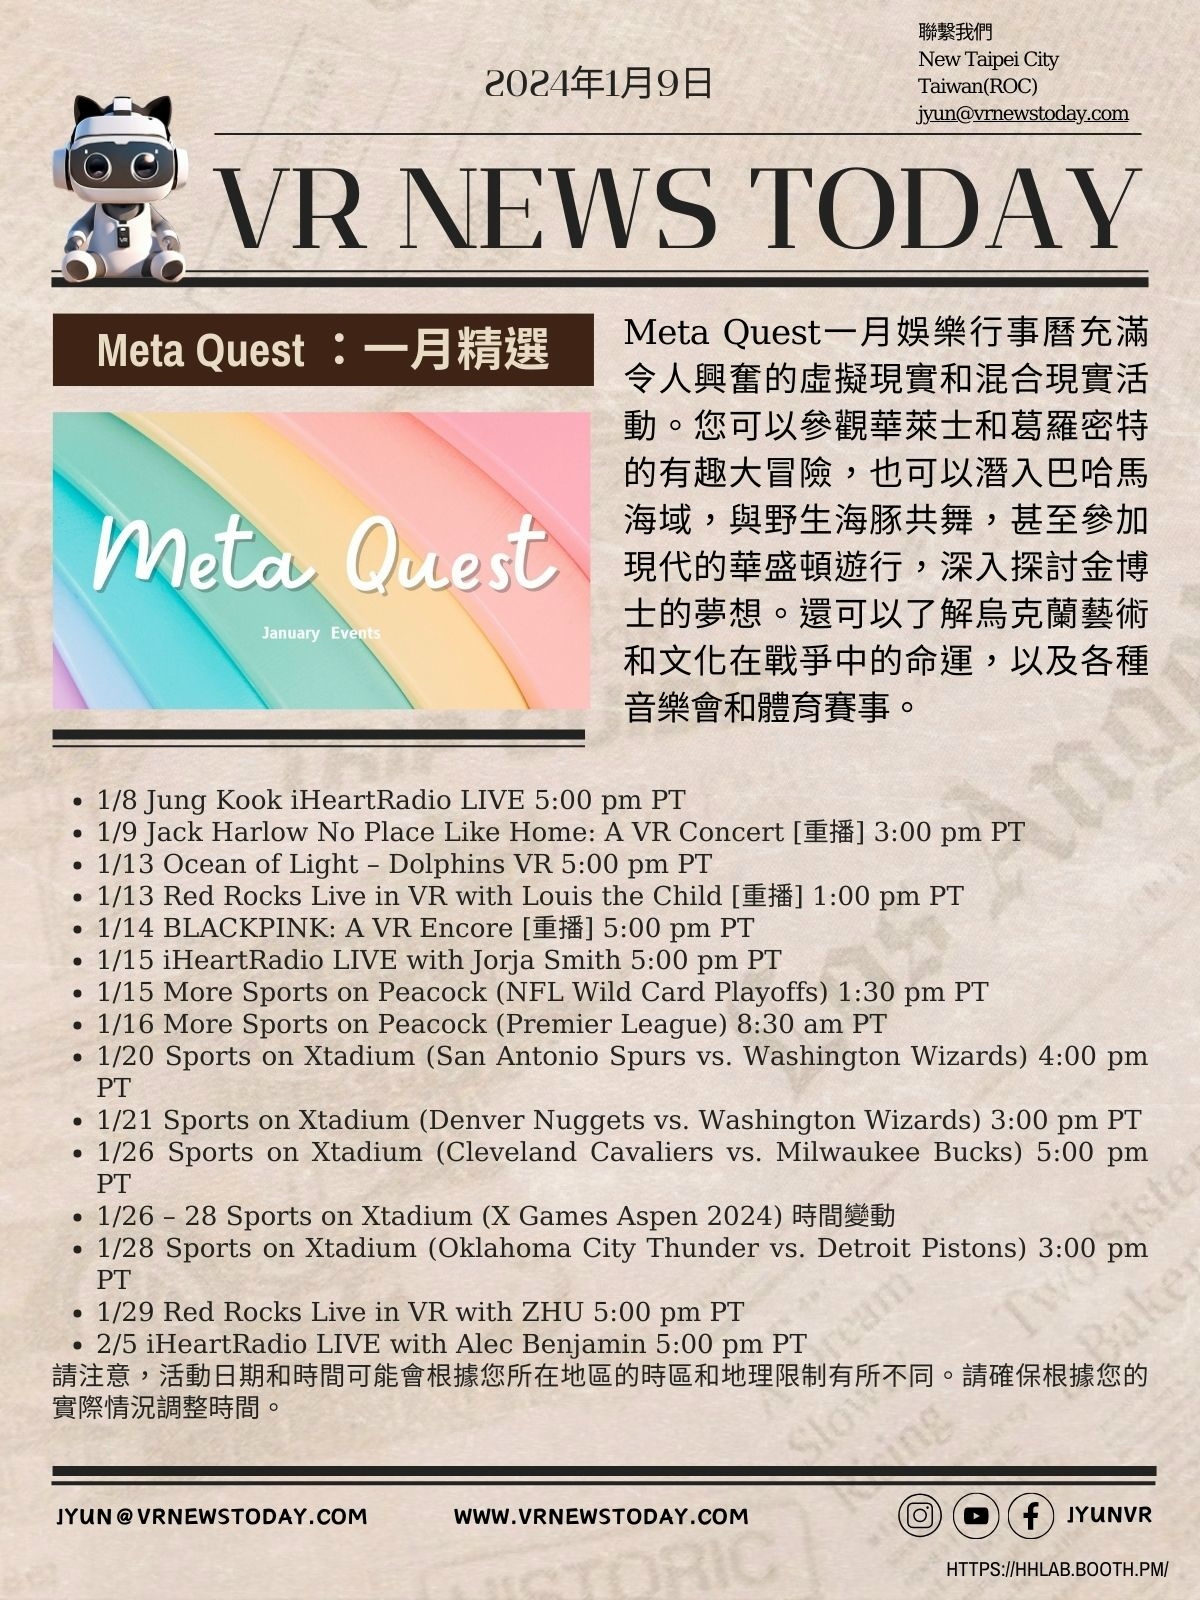 聯繫我們
New Taipei City
Taiwan(ROC)
jyun@vrnewstoday.com
2024年1月9日
VR NEWS TODAY
Meta Quest ：一月精選
Meta Quest
January Events
Meta Quest一月娛樂行事曆充滿
令人興奮的虛擬現實和混合現實活
動。您可以參觀華萊士和葛羅密特
的有趣大冒險，也可以潛入巴哈馬
海域，與野生海豚共舞，甚至參加
現代的華盛頓遊行，深入探討金博
士的夢想。還可以了解烏克蘭藝術
和文化在戰爭中的命運，以及各種
音樂會和體育賽事。
• 1/8 Jung Kook iHeartRadio LIVE 5:00 pm PT
• 1/9 Jack Harlow No Place Like Home: A VR Concert [重播] 3:00 pm PT
• 1/13 Ocean of Light – Dolphins VR 5:00 pm PT
• 1/13 Red Rocks Live in VR with Louis the Child [重播] 1:00 pm PT
• 1/14 BLACKPINK: A VR Encore [重播] 5:00 pm PT
• 1/15 iHeartRadio LIVE with Jorja Smith 5:00 pm PT
• 1/15 More Sports on Peacock (NFL Wild Card Playoffs) 1:30 pm PT
• 1/16 More Sports on Peacock (Premier League) 8:30 am PT
• 1/20 Sports on Xtadium (San Antonio Spurs vs. Washington Wizards) 4:00 pm
PT
• 1/21 Sports on Xtadium (Denver Nuggets vs. Washington Wizards) 3:00 pm PT
• 1/26 Sports on Xtadium (Cleveland Cavaliers vs. Milwaukee Bucks) 5:00 pm
PT
• 1/26 – 28 Sports on Xtadium (X Games Aspen 2024) 時間變動
• 1/28 Sports on Xtadium (Oklahoma City Thunder vs. Detroit Pistons) 3:00 pm
PT
• 1/29 Red Rocks Live in VR with ZHU 5:00 pm PT
• 2/5 iHeartRadio LIVE with Alec Benjamin 5:00 pm PT
請注意，活動日期和時間可能會根據您所在地區的時區和地理限制有所不同。請確保根據您的
實際情況調整時間。
JYUN@VRNEWSTODAY.COM
WWW.VRNEWSTODAY.COM
JYUNVR
HTTPS://HHLAB.BOOTH.PM/